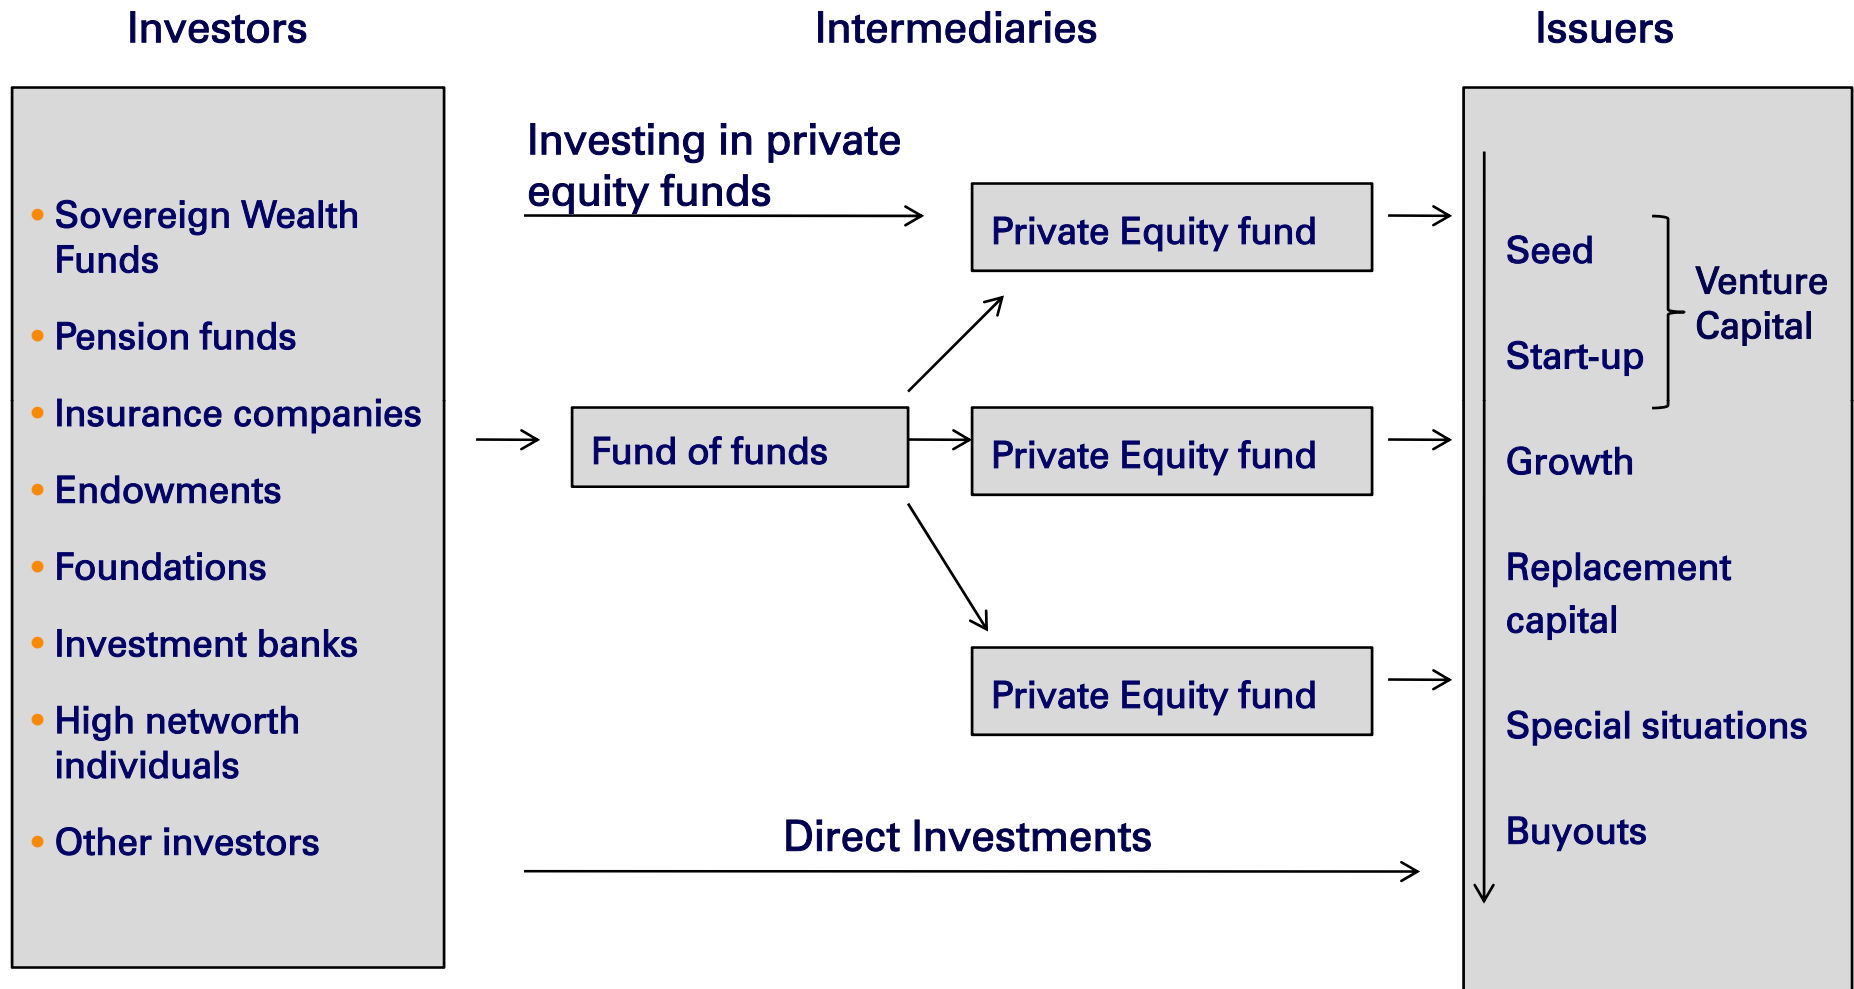 Investors
Intermediaries
Issuers
• Sovereign Wealth
Funds
• Pension funds
• Insurance companies
• Endowments
• Foundations
• Investment banks
• High networth
individuals
• Other investors
Investing in private
equity funds
Private Equity fund
Fund of funds
Private Equity fund
Private Equity fund
Direct Investments
Seed
Start-up
Venture
Capital
Growth
Replacement
capital
Special situations
Buyouts